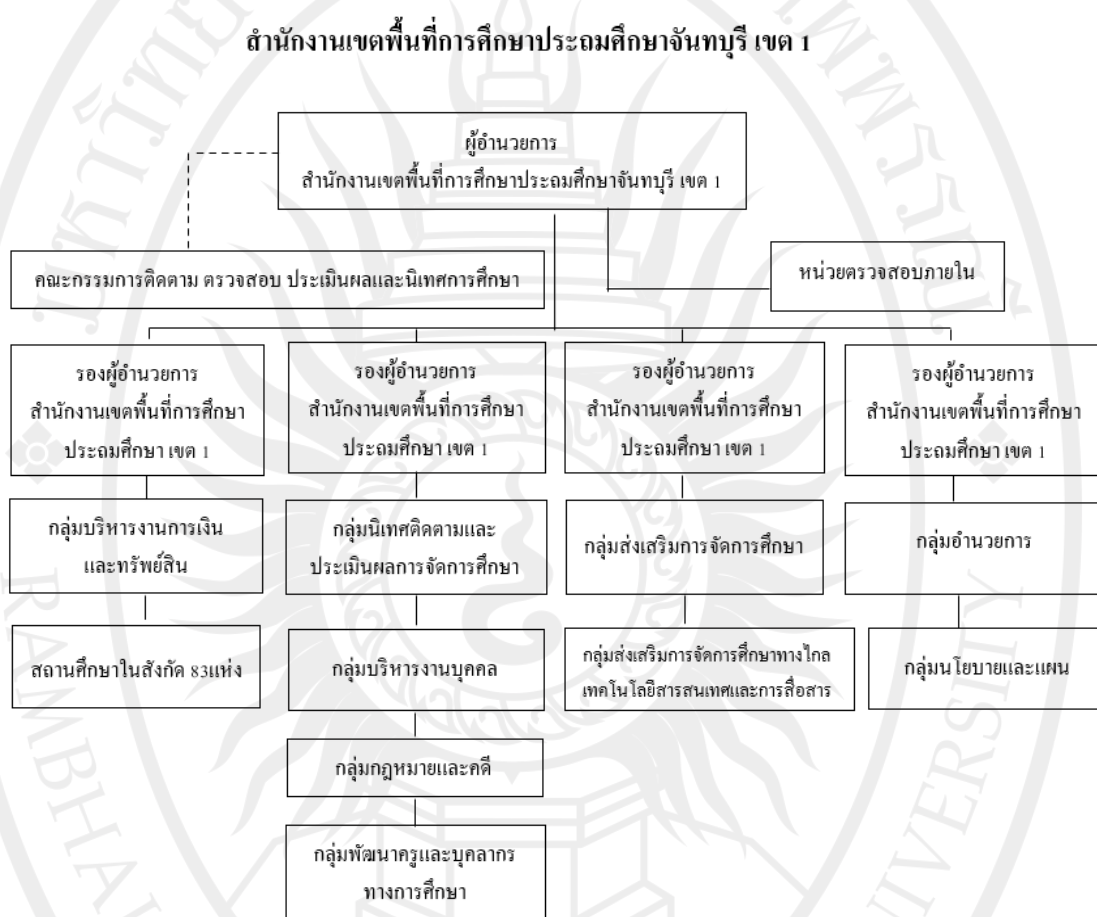 สำนักงานเขตพื้นที่การศึกษาประถมศึกษาจันทบุรี เขต 1
ผู้อำนวยการ
สำนักงานเขตพื้นที่การศึกษาประถมศึกษาจันทบุรี เขต 1
คณะกรรมการติดตาม ตรวจสอบ ประเมินผลและนิเทศการศึกษา
หน่วยตรวจสอบภายใน
รองผู้อำนวยการ
สำนักงานเขตพื้นที่การศึกษา
ประถมศึกษา เขต 1
รองผู้อำนวยการ
สำนักงานเขตพื้นที่การศึกษา
ประถมศึกษา เขต 1
รองผู้อำนวยการ
สำนักงานเขตพื้นที่การศึกษา
ประถมศึกษา เขต 1
รองผู้อำนวยการ
สำนักงานเขตพื้นที่การศึกษา
ประถมศึกษา เขต 1
กลุ่มบริหารงานการเงิน
และทรัพย์สิน
กลุ่มนิเทศติดตามและ
ประเมินผลการจัดการศึกษา
กลุ่มส่งเสริมการจัดการศึกษา
กลุ่มอำนวยการ
สถานศึกษาในสังกัด 83แห่ง
กลุ่มบริหารงานบุคคล
กลุ่มส่งเสริมการจัดการศึกษาทางไกล
เทคโนโลยีสารสนเทศและการสื่อสาร
กลุ่มนโยบายและแผน
กลุ่มกฎหมายและคดี
กลุ่มพัฒนาครูและบุคลากร
ทางการศึกษา